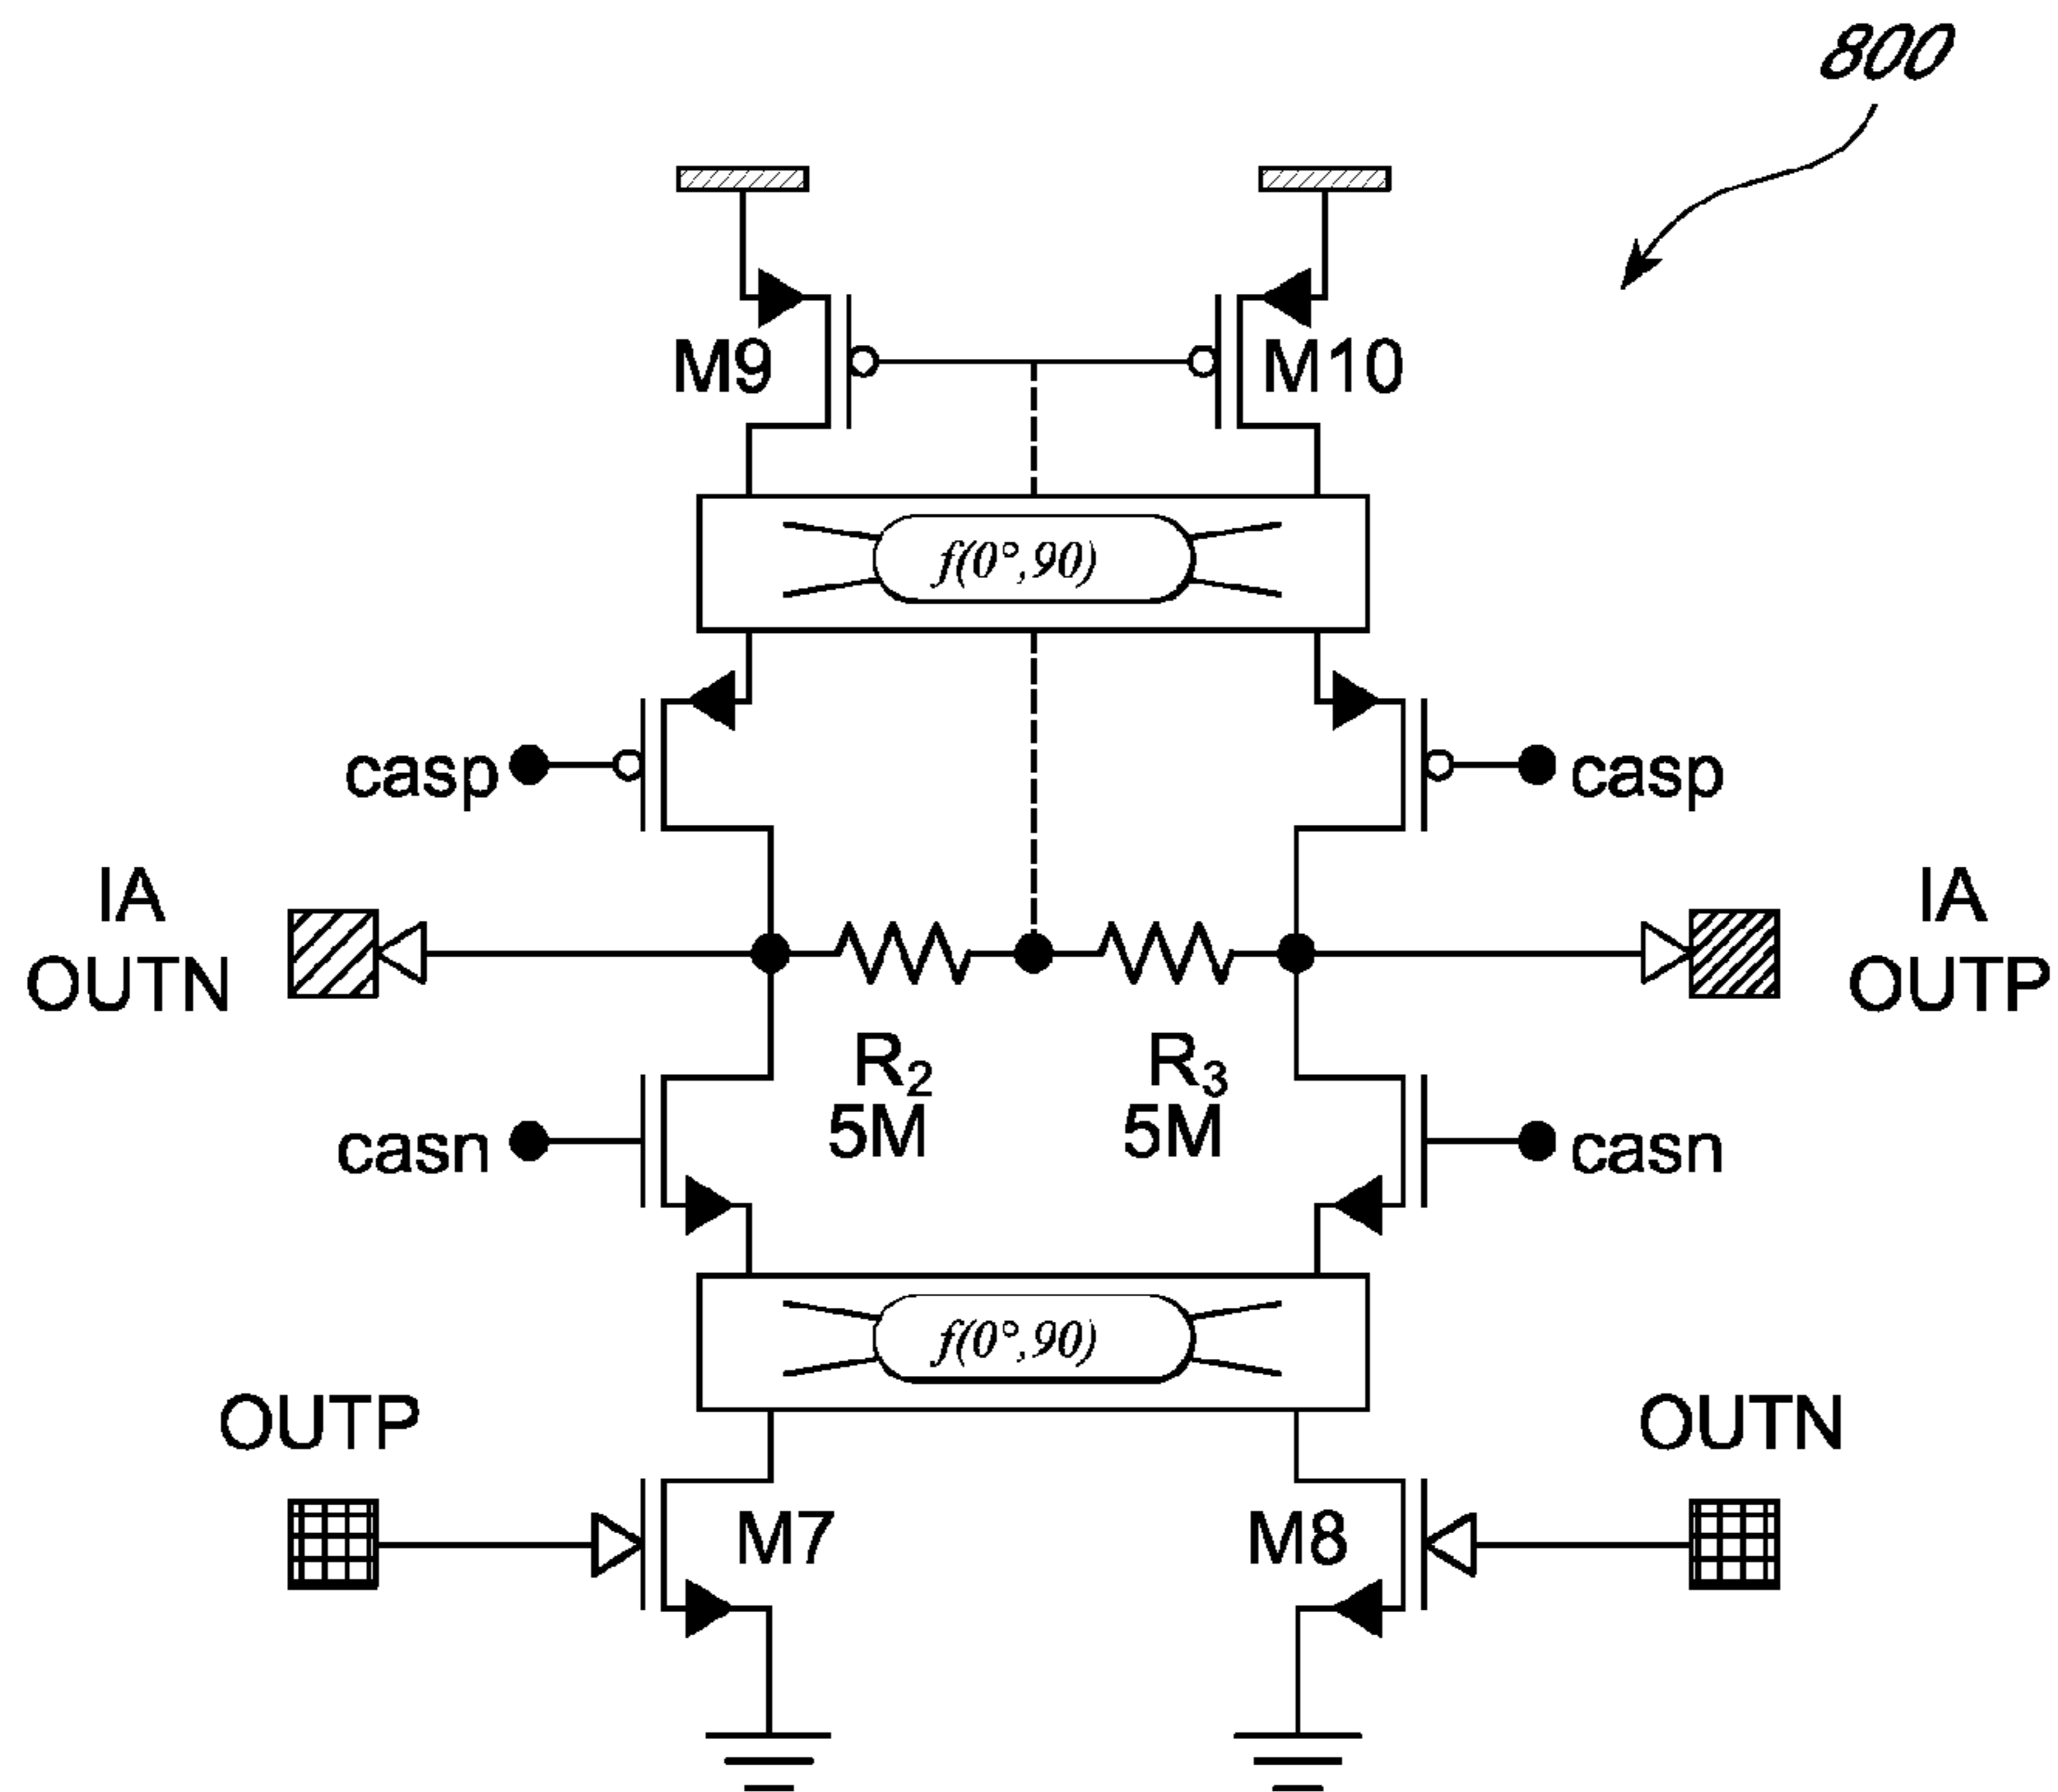 800
M9
M10
f(0°,90)
casp
casp
IA
OUTN
IA
OUTP
R2
5M
R3
5M
casn
casn
f(0°,90)
OUTP
OUTN
M7
M8